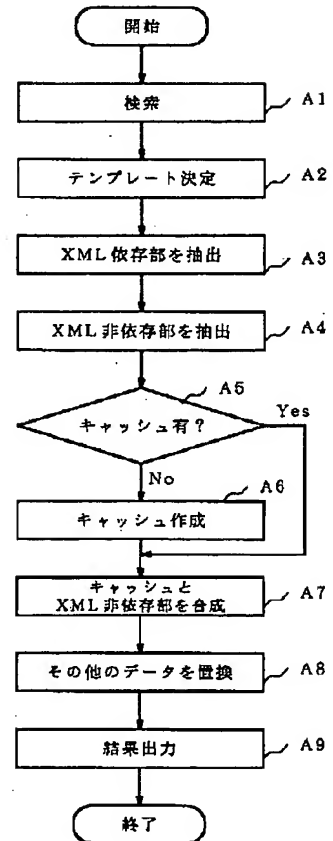 開始
検索
A1
テンプレート決定
A2
XML依存部を抽出
A3
XML非依存部を抽出
A4
A5
キャッシュ有?
Yes
No
A6
キャッシュ作成
キャッシュと
XML非依存部を合成
A7
その他のデータを置換
A8
結果出力
A9
終了